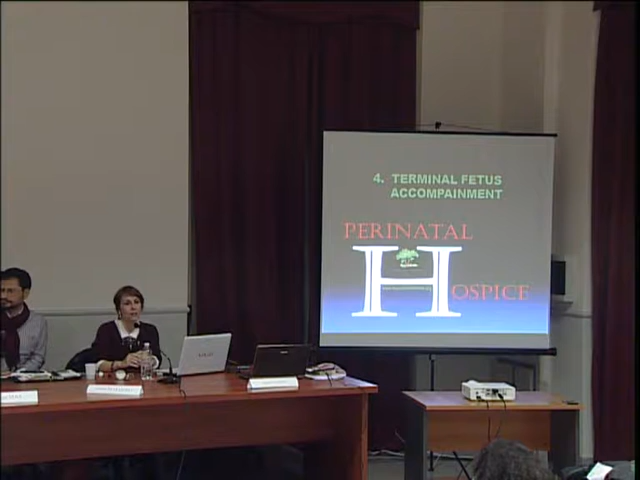 4. TERMINAL FETUS
ACCOMPAINMENT
PERINATAL
H
OSPICE